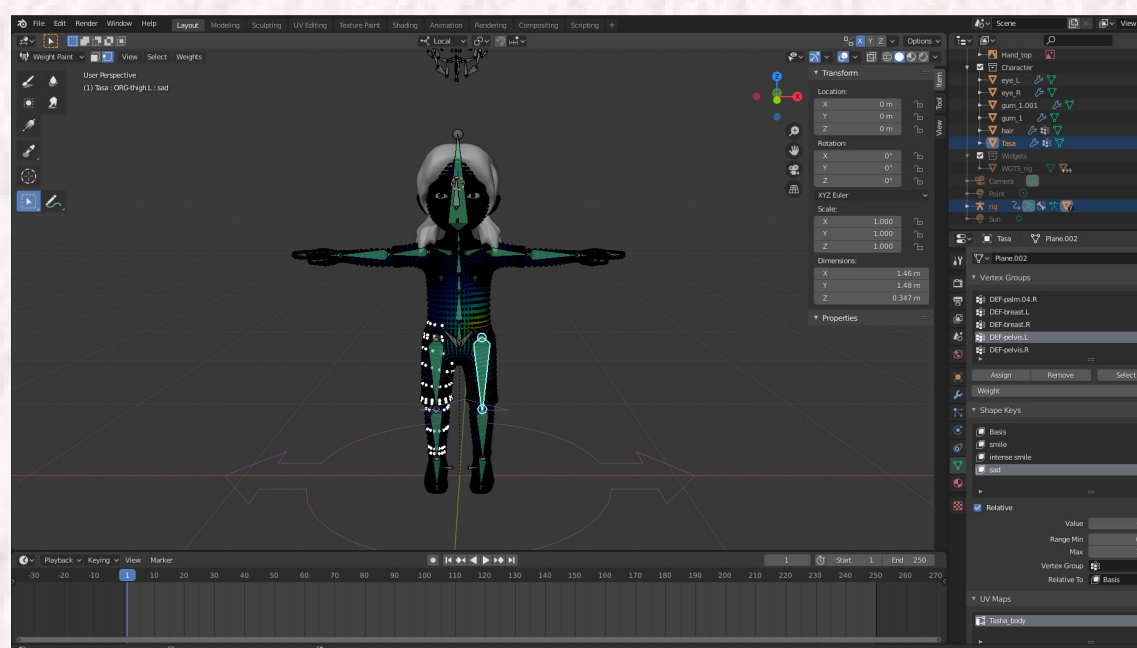 File Edit Render Window Help Layout Modeling Sculpting UV Editing Texture Paint Shading Animation Rendering Compositing Scripting + Scene View
Local X Y Z Options
Weight Paint View Select Weights
User Perspective
(1) Tasa : ORG-thigh.L : sad
Z
X
Item
Tool
View
Transform
Location:
X 0 m
Y 0 m
Z 0 m
Rotation:
X 0°
Y 0°
Z 0°
XYZ Euler
Scale:
X 1.000
Y 1.000
Z 1.000
Dimensions:
X 1.46 m
Y 1.48 m
Z 0.347 m
Properties
Hand_top
Character
eye_L
eye_R
gum_1.001
gum_1
hair
Tasa
Widgets
WGTS_rig
Camera
Point
rig
Sun
Tasa Plane.002
Plane.002
Vertex Groups
DEF-palm.04.R
DEF-breast.L
DEF-breast.R
DEF-pelvis.L
DEF-pelvis.R
Assign Remove Select
Weight
Shape Keys
Basis
smile
intense smile
sad
Relative
Value
Range Min
Max
Vertex Group
Relative To Basis
UV Maps
Tasha_body
Playback Keying View Marker 1 Start 1 End 250
-30 -20 -10 1 10 20 30 40 50 60 70 80 90 100 110 120 130 140 150 160 170 180 190 200 210 220 230 240 250 260 270